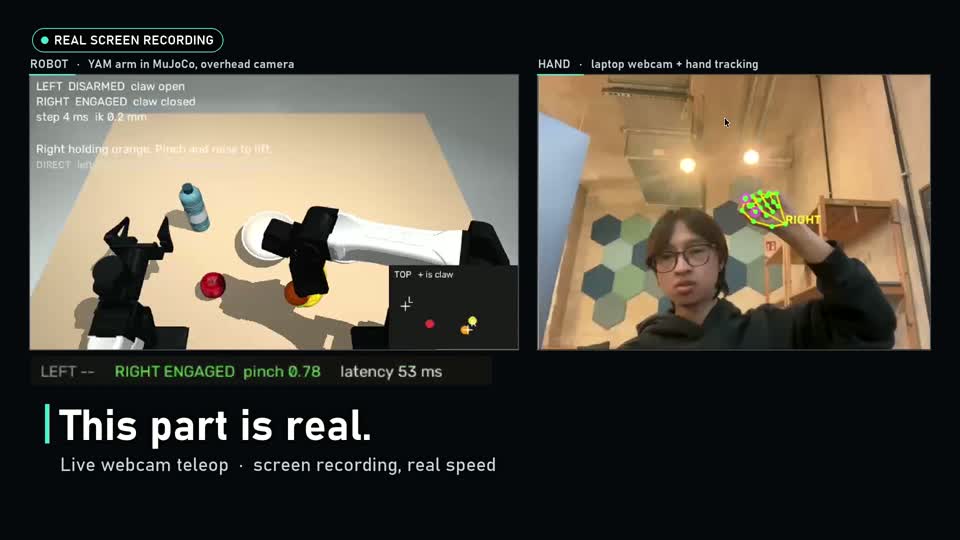 REAL SCREEN RECORDING
ROBOT · YAM arm in MuJoCo, overhead camera
HAND · laptop webcam + hand tracking
LEFT DISARMED claw open
RIGHT ENGAGED claw closed
step 4 ms ik 0.2 mm
Right holding orange. Pinch and raise to lift.
DIRECT left
TOP + is claw
L
RIGHT
LEFT -- RIGHT ENGAGED pinch 0.78 latency 53 ms
This part is real.
Live webcam teleop · screen recording, real speed